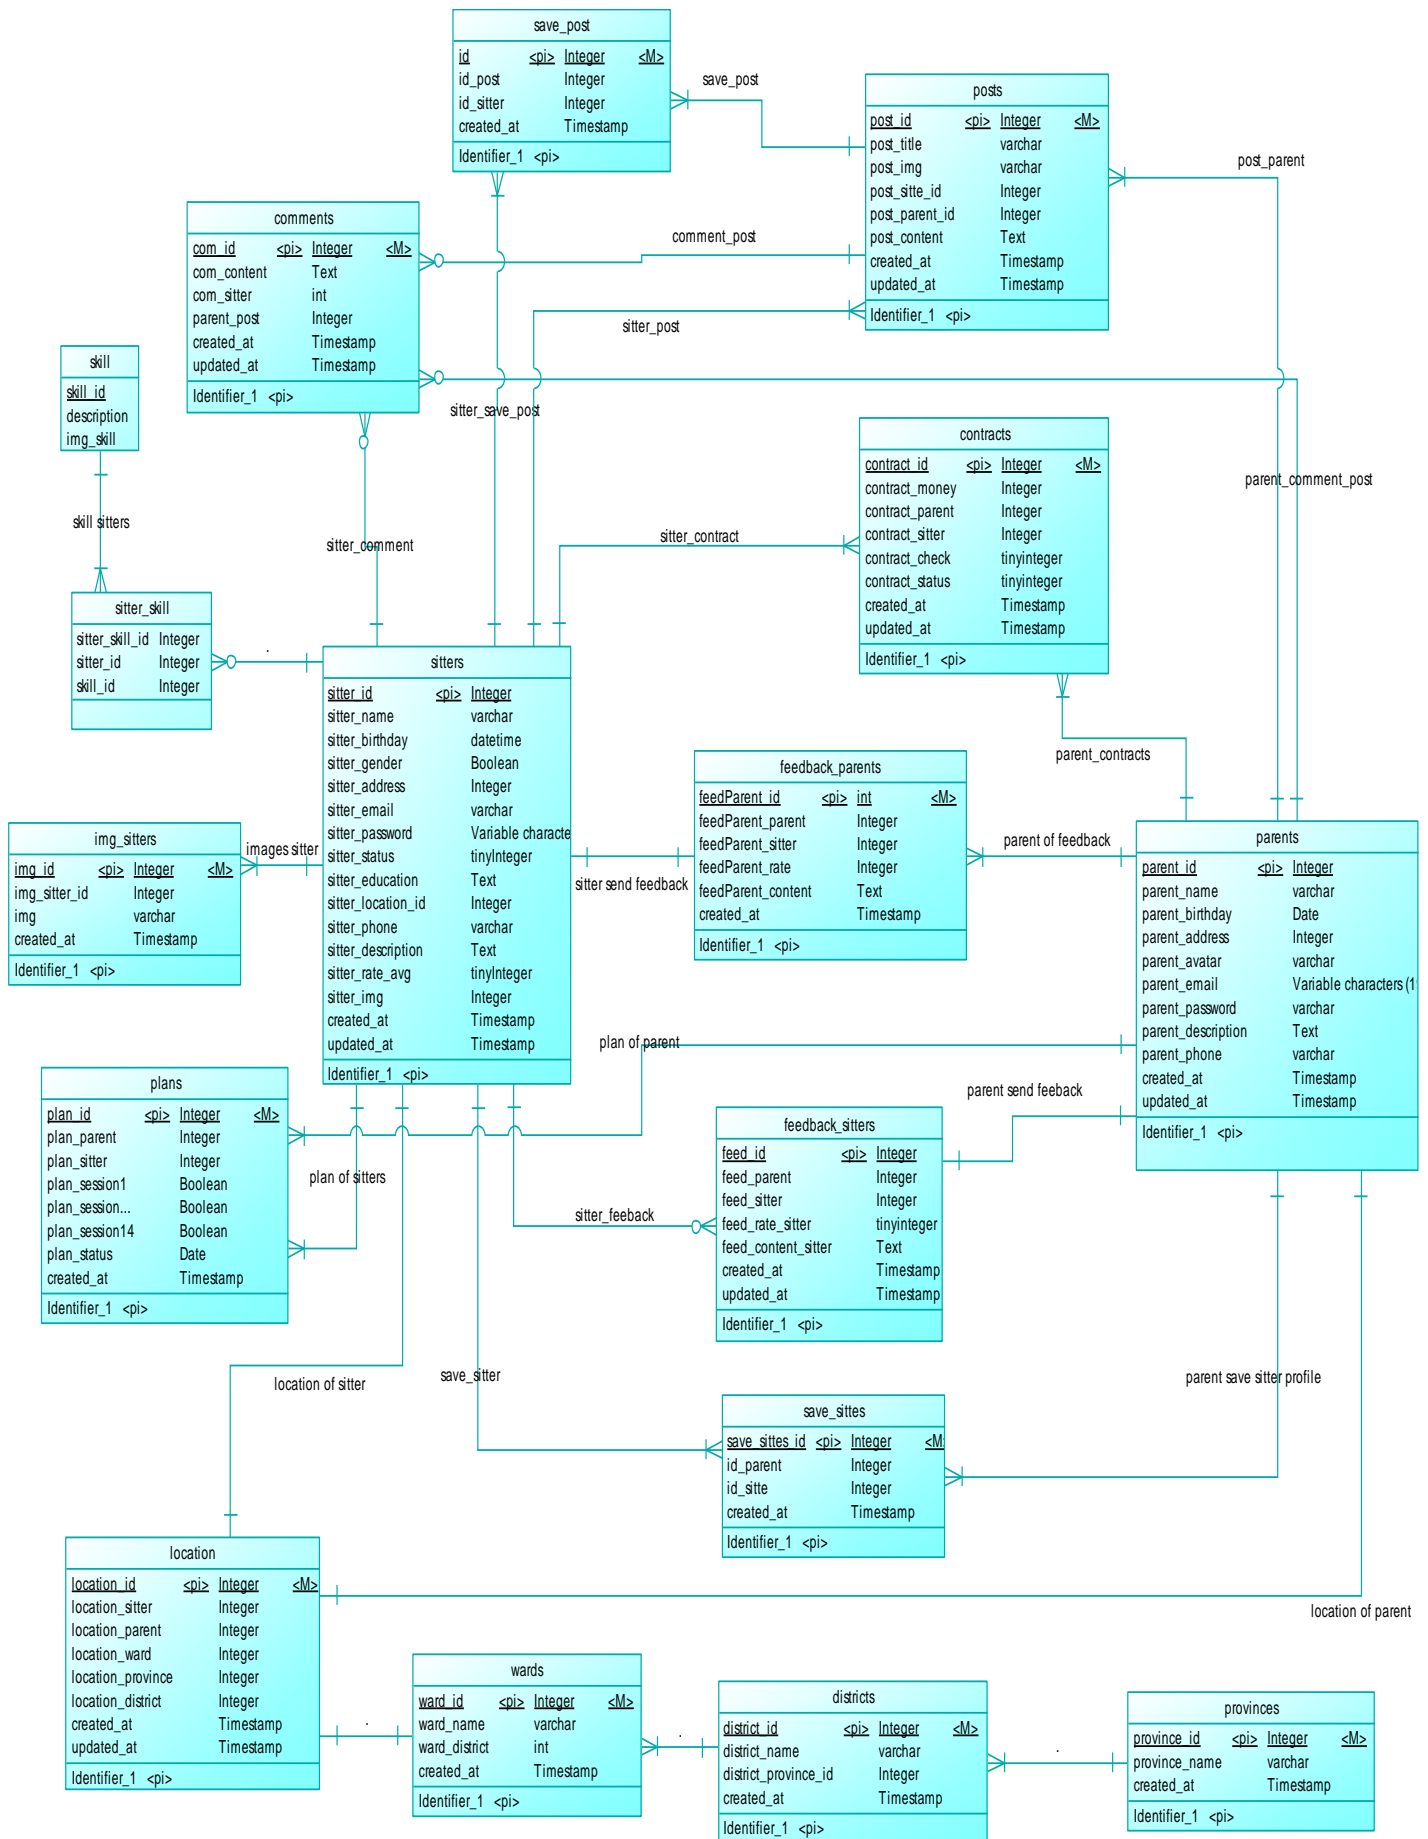 save_post
id <pi> Integer <M>
id_post Integer
id_sitter Integer
created_at Timestamp
Identifier_1 <pi>
save_post
posts
post_id <pi> Integer <M>
post_title varchar
post_img varchar
post_sitte_id Integer
post_parent_id Integer
post_content Text
created_at Timestamp
updated_at Timestamp
Identifier_1 <pi>
post_parent
comments
com_id <pi> Integer <M>
com_content Text
com_sitter int
parent_post Integer
created_at Timestamp
updated_at Timestamp
Identifier_1 <pi>
comment_post
sitter_post
skill
skill_id
description
img_skill
sitter_save_post
contracts
contract_id <pi> Integer <M>
contract_money Integer
contract_parent Integer
contract_sitter Integer
contract_check tinyinteger
contract_status tinyinteger
created_at Timestamp
updated_at Timestamp
Identifier_1 <pi>
parent_comment_post
skill sitters
sitter_comment
sitter_contract
sitter_skill
sitter_skill_id Integer
sitter_id Integer
skill_id Integer
.
sitters
sitter_id <pi> Integer
sitter_name varchar
sitter_birthday datetime
sitter_gender Boolean
sitter_address Integer
sitter_email varchar
sitter_password Variable characte
sitter_status tinyInteger
sitter_education Text
sitter_location_id Integer
sitter_phone varchar
sitter_description Text
sitter_rate_avg tinyInteger
sitter_img Integer
created_at Timestamp
updated_at Timestamp
Identifier_1 <pi>
parent_contracts
feedback_parents
feedParent_id <pi> int <M>
feedParent_parent Integer
feedParent_sitter Integer
feedParent_rate Integer
feedParent_content Text
created_at Timestamp
Identifier_1 <pi>
parent of feedback
sitter send feedback
img_sitters
img_id <pi> Integer <M>
img_sitter_id Integer
img varchar
created_at Timestamp
Identifier_1 <pi>
images sitter
parents
parent_id <pi> Integer
parent_name varchar
parent_birthday Date
parent_address Integer
parent_avatar varchar
parent_email Variable characters (1
parent_password varchar
parent_description Text
parent_phone varchar
created_at Timestamp
updated_at Timestamp
Identifier_1 <pi>
plan of parent
plans
plan_id <pi> Integer <M>
plan_parent Integer
plan_sitter Integer
plan_session1 Boolean
plan_session... Boolean
plan_session14 Boolean
plan_status Date
created_at Timestamp
Identifier_1 <pi>
plan of sitters
parent send feeback
feedback_sitters
feed_id <pi> Integer
feed_parent Integer
feed_sitter Integer
feed_rate_sitter tinyinteger
feed_content_sitter Text
created_at Timestamp
updated_at Timestamp
Identifier_1 <pi>
sitter_feeback
location of sitter
save_sitter
parent save sitter profile
save_sittes
save_sittes_id <pi> Integer <M
id_parent Integer
id_sitte Integer
created_at Timestamp
Identifier_1 <pi>
location
location_id <pi> Integer <M>
location_sitter Integer
location_parent Integer
location_ward Integer
location_province Integer
location_district Integer
created_at Timestamp
updated_at Timestamp
Identifier_1 <pi>
location of parent
.
wards
ward_id <pi> Integer <M>
ward_name varchar
ward_district int
created_at Timestamp
Identifier_1 <pi>
.
districts
district_id <pi> Integer <M>
district_name varchar
district_province_id Integer
created_at Timestamp
Identifier_1 <pi>
.
provinces
province_id <pi> Integer <M>
province_name varchar
created_at Timestamp
Identifier_1 <pi>